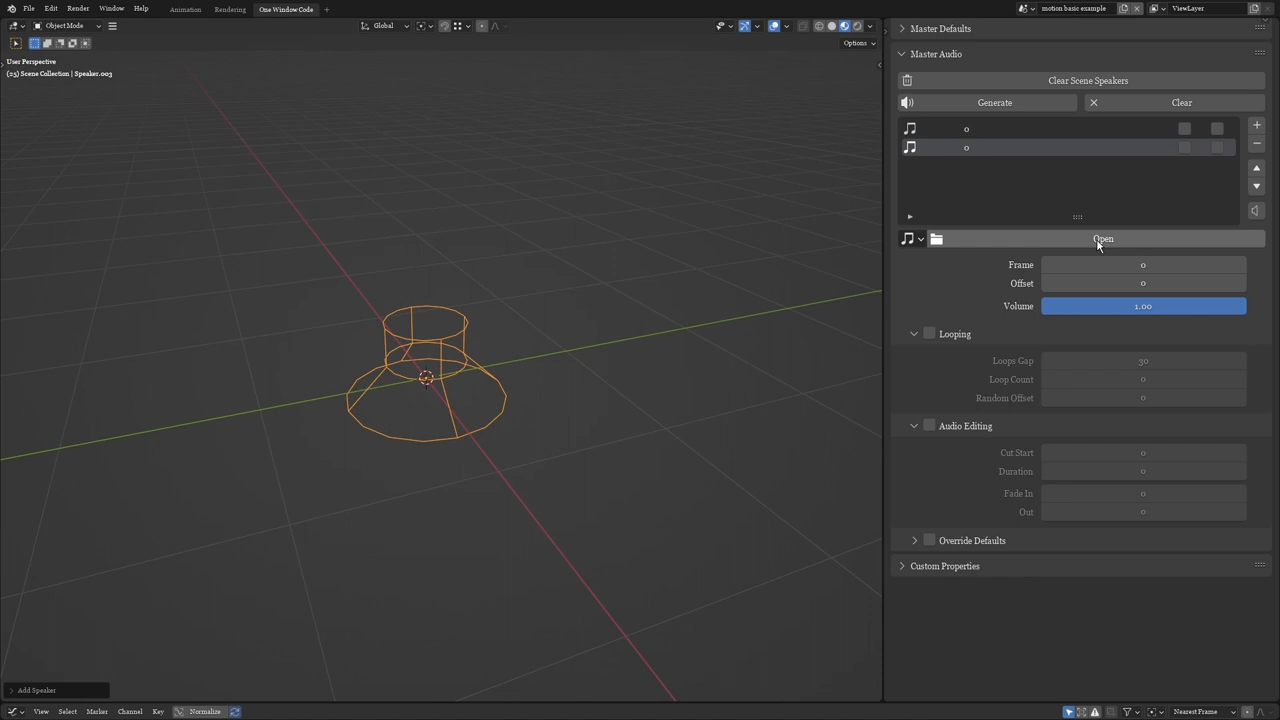 File Edit Render Window Help Animation Rendering One Window Code + motion basic example ViewLayer
Object Mode Global
Options
User Perspective
(25) Scene Collection | Speaker.003
Add Speaker
View Select Marker Channel Key Normalize Nearest Frame
Master Defaults
Master Audio
Clear Scene Speakers
Generate Clear
0
0
Open
Frame 0
Offset 0
Volume 1.00
Looping
Loops Gap 30
Loop Count 0
Random Offset 0
Audio Editing
Cut Start 0
Duration 0
Fade In 0
Out 0
Override Defaults
Custom Properties